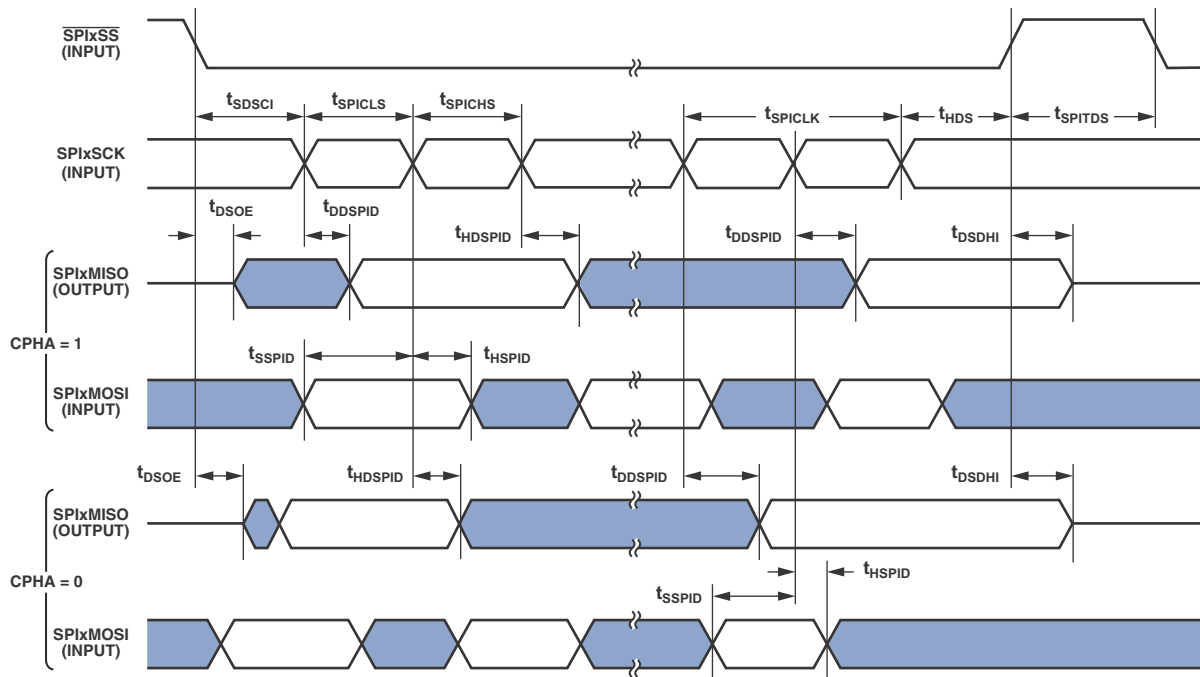 SPIxSS
(INPUT)
tSDSCI
tSPICLS
tSPICHS
tSPICLK
tHDS
tSPITDS
SPIxSCK
(INPUT)
tDSOE
tDDSPID
tHDSPID
tDDSPID
tDSDHI
SPIxMISO
(OUTPUT)
CPHA = 1
tSSPID
tHSPID
SPIxMOSI
(INPUT)
tDSOE
tHDSPID
tDDSPID
tDSDHI
SPIxMISO
(OUTPUT)
CPHA = 0
tHSPID
tSSPID
SPIxMOSI
(INPUT)